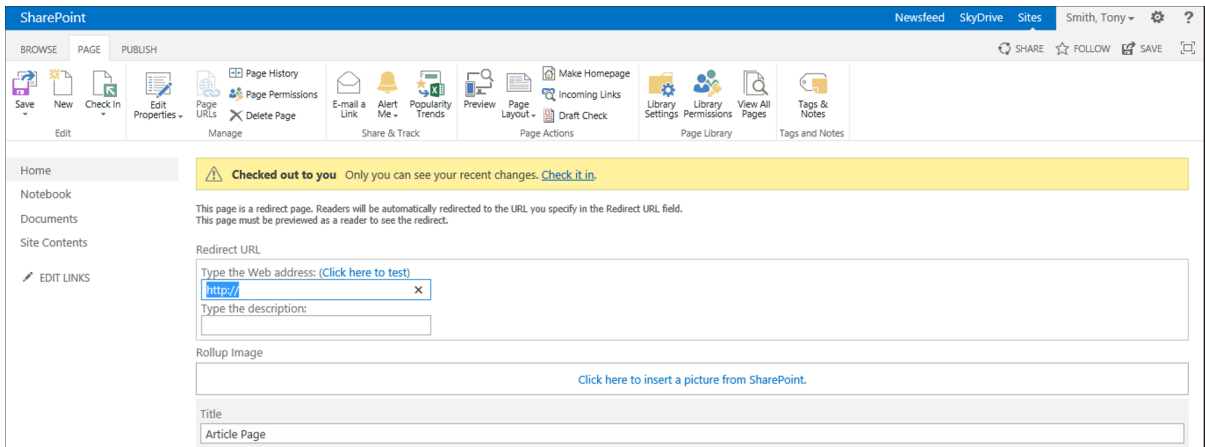 SharePoint
Newsfeed SkyDrive Sites Smith, Tony ?
BROWSE PAGE PUBLISH
SHARE FOLLOW SAVE
Save New Check In
Edit
Edit Properties
Page URLs
Page History
Page Permissions
Delete Page
Manage
E-mail a Link
Alert Me
Popularity Trends
Share & Track
Preview
Page Layout
Make Homepage
Incoming Links
Draft Check
Page Actions
Library Settings
Library Permissions
View All Pages
Page Library
Tags & Notes
Tags and Notes
Home
Notebook
Documents
Site Contents
EDIT LINKS
Checked out to you Only you can see your recent changes. Check it in.
This page is a redirect page. Readers will be automatically redirected to the URL you specify in the Redirect URL field.
This page must be previewed as a reader to see the redirect.
Redirect URL
Type the Web address: (Click here to test)
http://
Type the description:
Rollup Image
Click here to insert a picture from SharePoint.
Title
Article Page